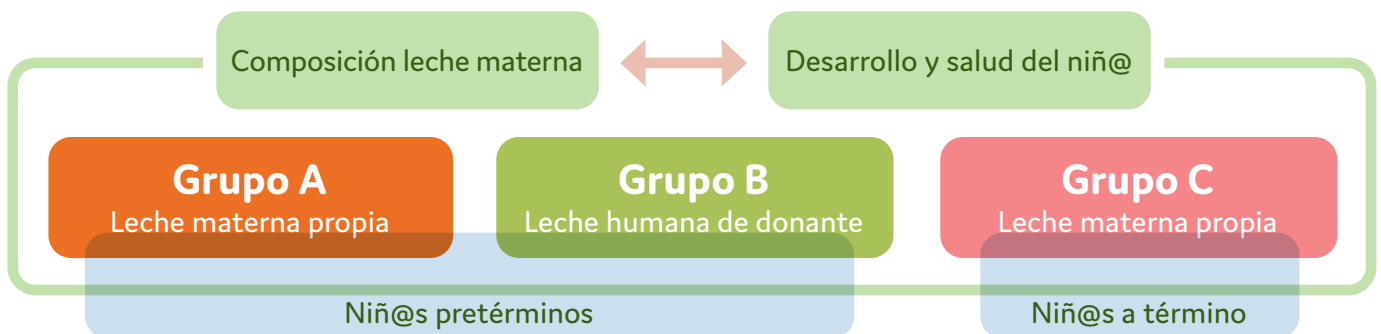 Composición leche materna
Desarrollo y salud del niñ@
Grupo A
Leche materna propia
Grupo B
Leche humana de donante
Grupo C
Leche materna propia
Niñ@s pretérminos
Niñ@s a término